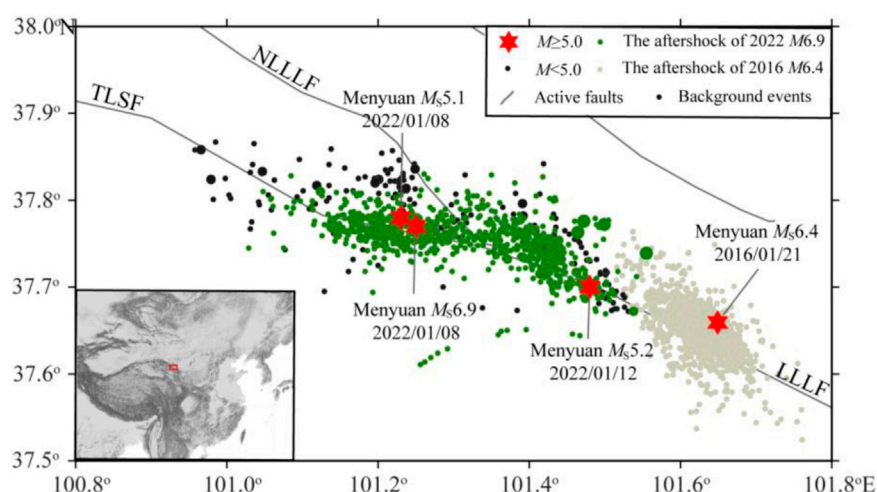 38.0°N
37.9°
37.8°
37.7°
37.6°
37.5°
100.8°
101.0°
101.2°
101.4°
101.6°
101.8°E
M≥5.0
The aftershock of 2022 M6.9
M<5.0
The aftershock of 2016 M6.4
Active faults
Background events
NLLLF
TLSF
Menyuan MS5.1
2022/01/08
Menyuan MS6.4
2016/01/21
Menyuan MS6.9
2022/01/08
Menyuan MS5.2
2022/01/12
LLLF